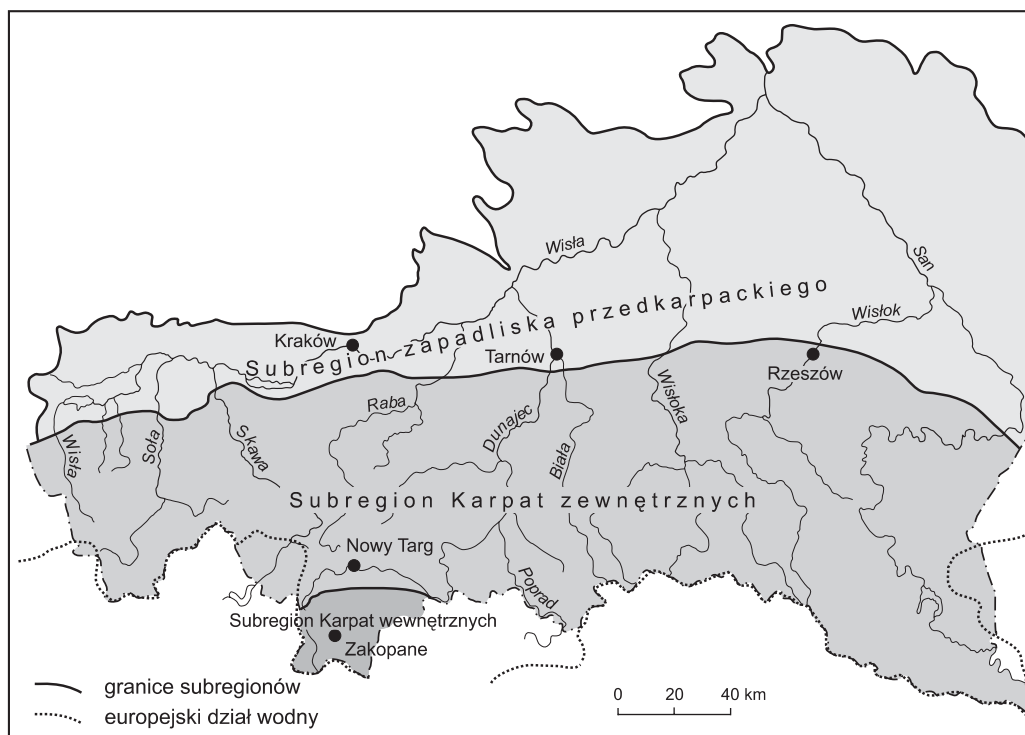 Wisła
San
Wisłok
Subregion zapadliska przedkarpackiego
Kraków
Tarnów
Rzeszów
Raba
Dunajec
Biała
Wisłoka
Wisła
Soła
Skawa
Subregion Karpat zewnętrznych
Nowy Targ
Poprad
Subregion Karpat wewnętrznych
Zakopane
granice subregionów
europejski dział wodny
0 20 40 km